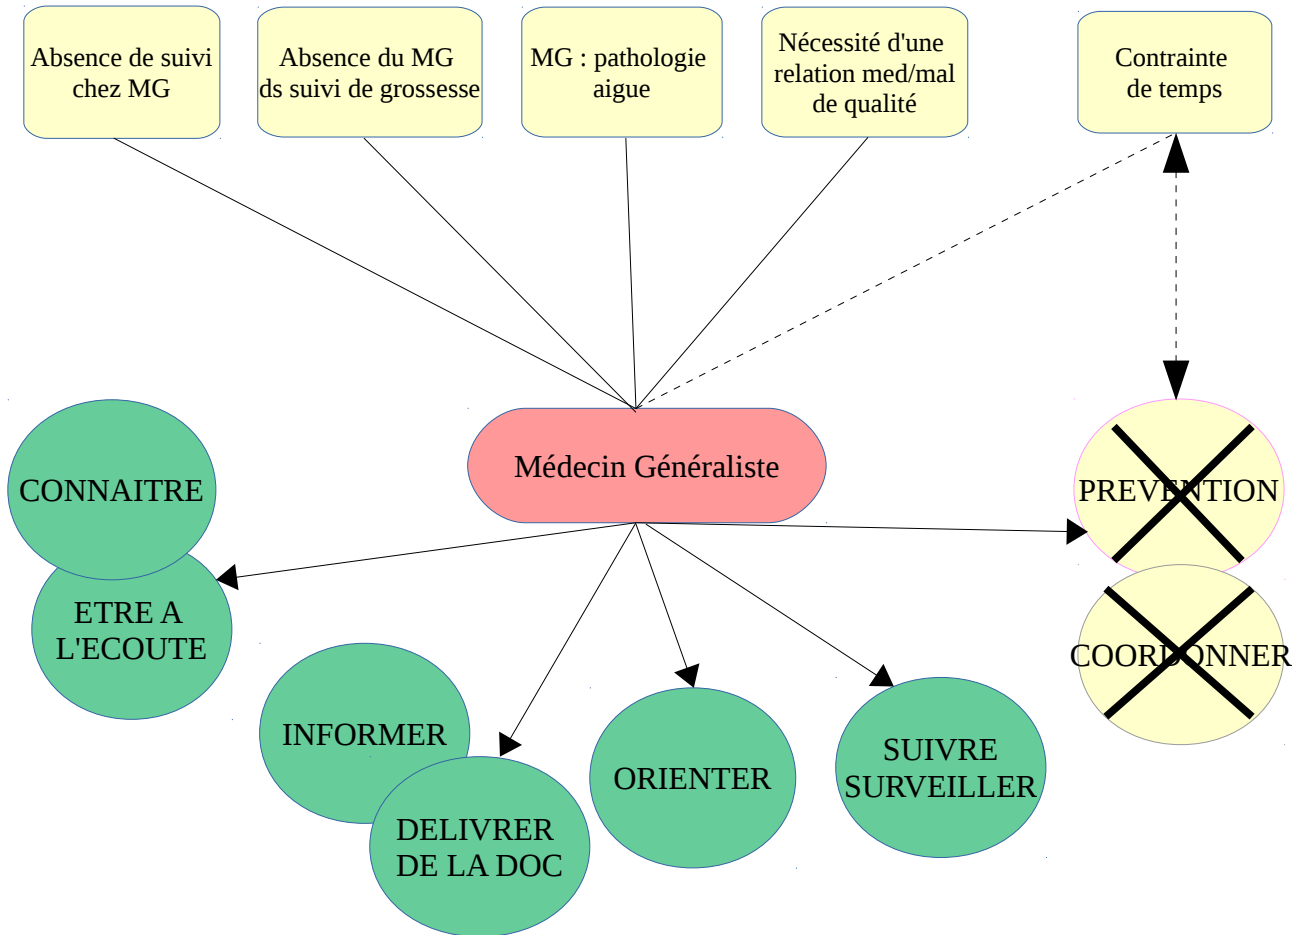 Absence de suivi
chez MG
Absence du MG
ds suivi de grossesse
MG : pathologie
aigue
Nécessité d'une
relation med/mal
de qualité
Contrainte
de temps
Médecin Généraliste
CONNAITRE
ETRE A
L'ECOUTE
INFORMER
DELIVRER
DE LA DOC
ORIENTER
SUIVRE
SURVEILLER
PREVENTION
COORDONNER